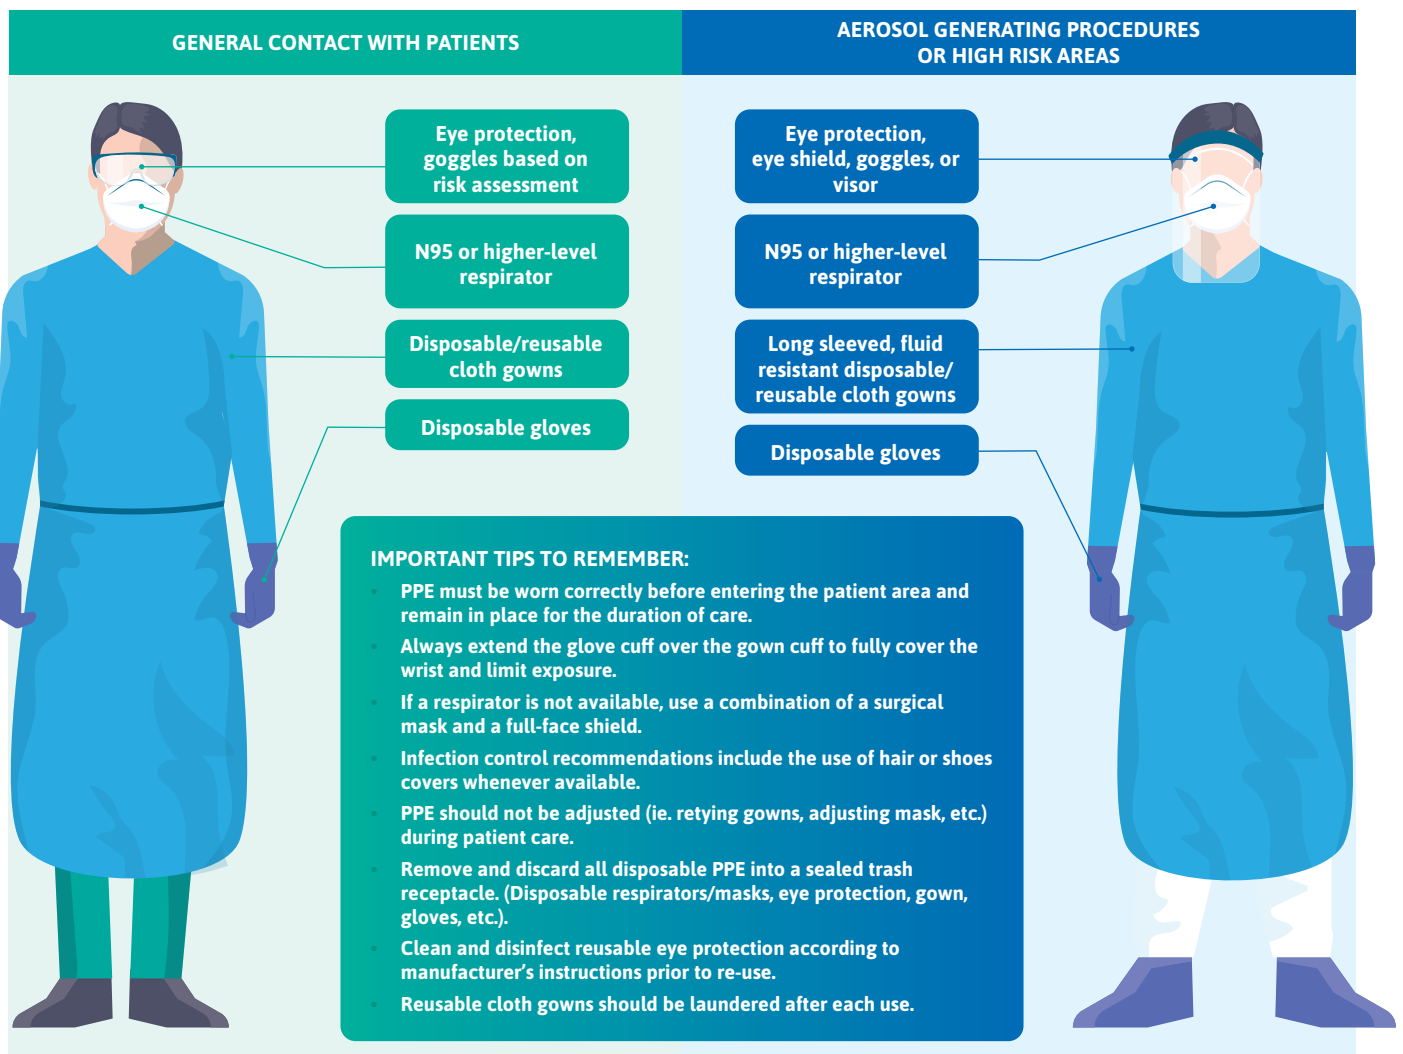 GENERAL CONTACT WITH PATIENTS
AEROSOL GENERATING PROCEDURES
OR HIGH RISK AREAS
Eye protection,
goggles based on
risk assessment
N95 or higher-level
respirator
Disposable/reusable
cloth gowns
Disposable gloves
Eye protection,
eye shield, goggles, or
visor
N95 or higher-level
respirator
Long sleeved, fluid
resistant disposable/
reusable cloth gowns
Disposable gloves
IMPORTANT TIPS TO REMEMBER:
• PPE must be worn correctly before entering the patient area and
remain in place for the duration of care.
• Always extend the glove cuff over the gown cuff to fully cover the
wrist and limit exposure.
• If a respirator is not available, use a combination of a surgical
mask and a full-face shield.
• Infection control recommendations include the use of hair or shoes
covers whenever available.
• PPE should not be adjusted (ie. retying gowns, adjusting mask, etc.)
during patient care.
• Remove and discard all disposable PPE into a sealed trash
receptacle. (Disposable respirators/masks, eye protection, gown,
gloves, etc.).
• Clean and disinfect reusable eye protection according to
manufacturer’s instructions prior to re-use.
• Reusable cloth gowns should be laundered after each use.